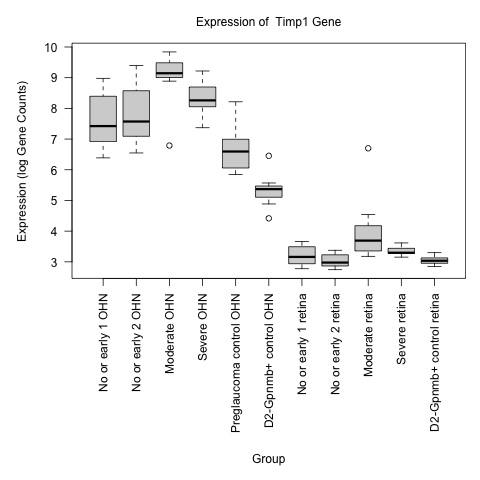 Expression of Timp1 Gene
Expression (log Gene Counts)
10
9
8
7
6
5
4
3
No or early 1 OHN
No or early 2 OHN
Moderate OHN
Severe OHN
Preglaucoma control OHN
D2-Gpnmb+ control OHN
No or early 1 retina
No or early 2 retina
Moderate retina
Severe retina
D2-Gpnmb+ control retina
Group